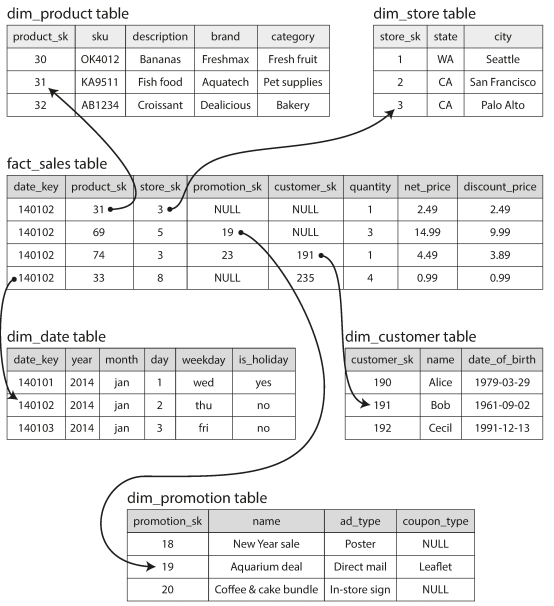 dim_product table
product_sk sku description brand category
30 OK4012 Bananas Freshmax Fresh fruit
31 KA9511 Fish food Aquatech Pet supplies
32 AB1234 Croissant Dealicious Bakery
dim_store table
store_sk state city
1 WA Seattle
2 CA San Francisco
3 CA Palo Alto
fact_sales table
date_key product_sk store_sk promotion_sk customer_sk quantity net_price discount_price
140102 31 3 NULL NULL 1 2.49 2.49
140102 69 5 19 NULL 3 14.99 9.99
140102 74 3 23 191 1 4.49 3.89
140102 33 8 NULL 235 4 0.99 0.99
dim_date table
date_key year month day weekday is_holiday
140101 2014 jan 1 wed yes
140102 2014 jan 2 thu no
140103 2014 jan 3 fri no
dim_customer table
customer_sk name date_of_birth
190 Alice 1979-03-29
191 Bob 1961-09-02
192 Cecil 1991-12-13
dim_promotion table
promotion_sk name ad_type coupon_type
18 New Year sale Poster NULL
19 Aquarium deal Direct mail Leaflet
20 Coffee & cake bundle In-store sign NULL